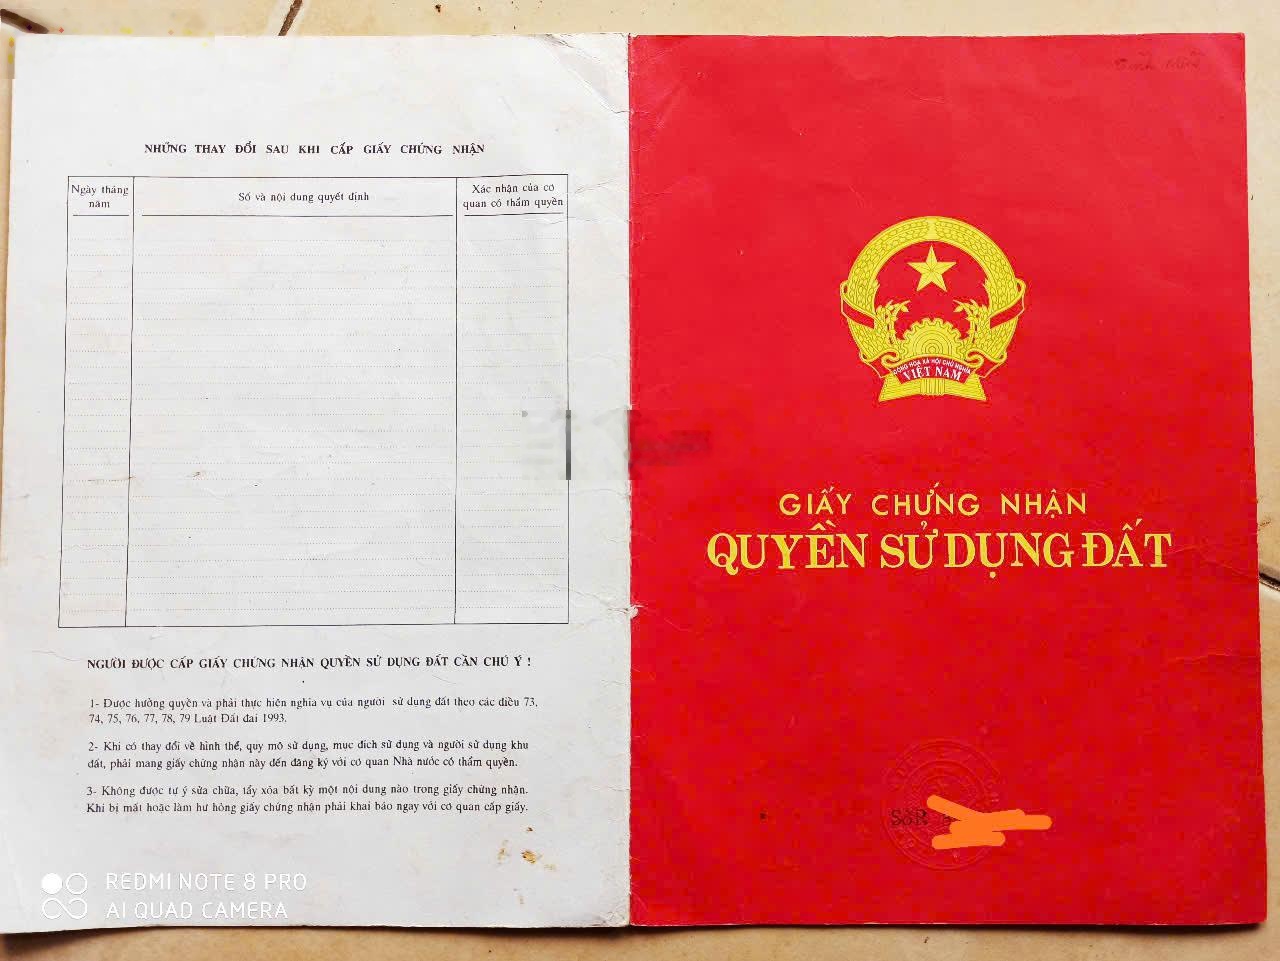 NHỮNG THAY ĐỔI SAU KHI CẤP GIẤY CHỨNG NHẬN
Ngày tháng năm
Số và nội dung quyết định
Xác nhận của cơ quan có thẩm quyền
NGƯỜI ĐƯỢC CẤP GIẤY CHỨNG NHẬN QUYỀN SỬ DỤNG ĐẤT CẦN CHÚ Ý !
1- Được hưởng quyền và phải thực hiện nghĩa vụ của người sử dụng đất theo các điều 73,
74, 75, 76, 77, 78, 79 Luật Đất đai 1993.
2- Khi có thay đổi về hình thể, quy mô sử dụng, mục đích sử dụng và người sử dụng khu
đất, phải mang giấy chứng nhận này đến đăng ký với cơ quan Nhà nước có thẩm quyền.
3- Không được tự ý sửa chữa, tẩy xóa bất kỳ một nội dung nào trong giấy chứng nhận.
Khi bị mất hoặc làm hư hỏng giấy chứng nhận phải khai báo ngay với cơ quan cấp giấy.
REDMI NOTE 8 PRO
AI QUAD CAMERA
CỘNG HÒA XÃ HỘI CHỦ NGHĨA
VIỆT NAM
GIẤY CHỨNG NHẬN
QUYỀN SỬ DỤNG ĐẤT
SốR